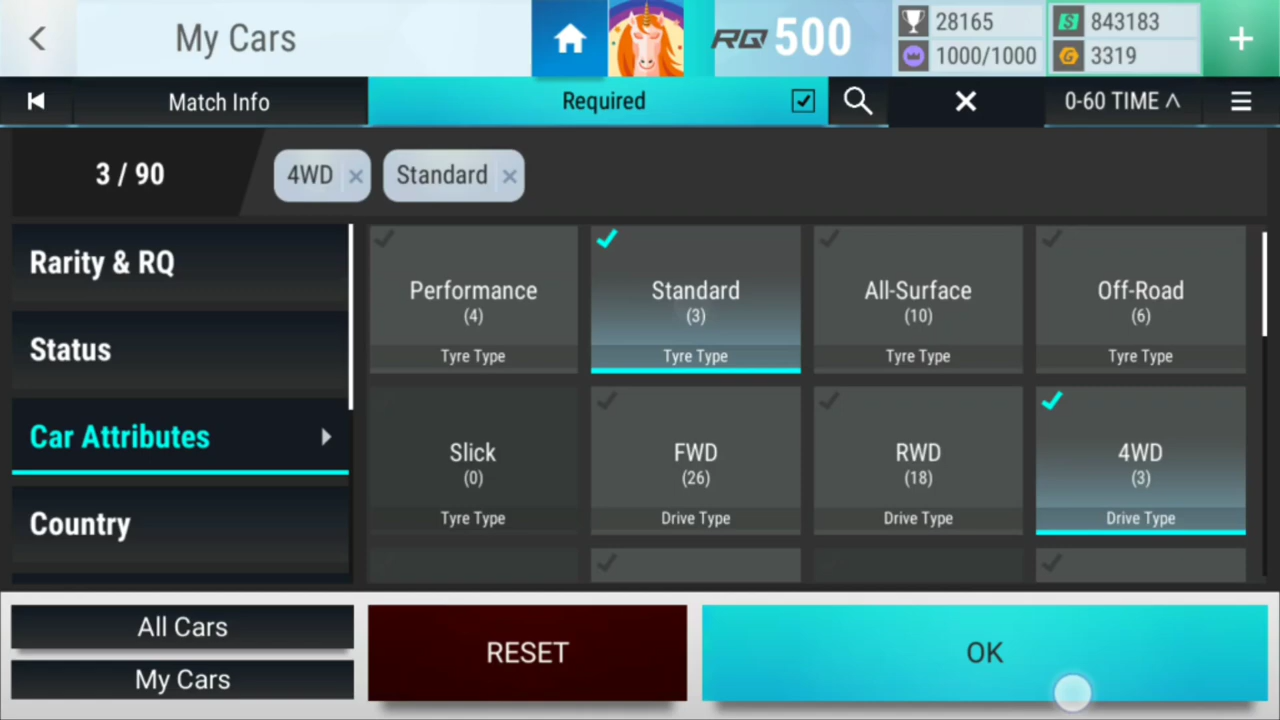 My Cars
RQ 500
28165
1000/1000
843183
3319
+
Match Info
Required
0-60 TIME
3 / 90
4WD ×
Standard ×
Rarity & RQ
Status
Car Attributes
Country
Performance
(4)
Tyre Type
Standard
(3)
Tyre Type
All-Surface
(10)
Tyre Type
Off-Road
(6)
Tyre Type
Slick
(0)
Tyre Type
FWD
(26)
Drive Type
RWD
(18)
Drive Type
4WD
(3)
Drive Type
All Cars
My Cars
RESET
OK